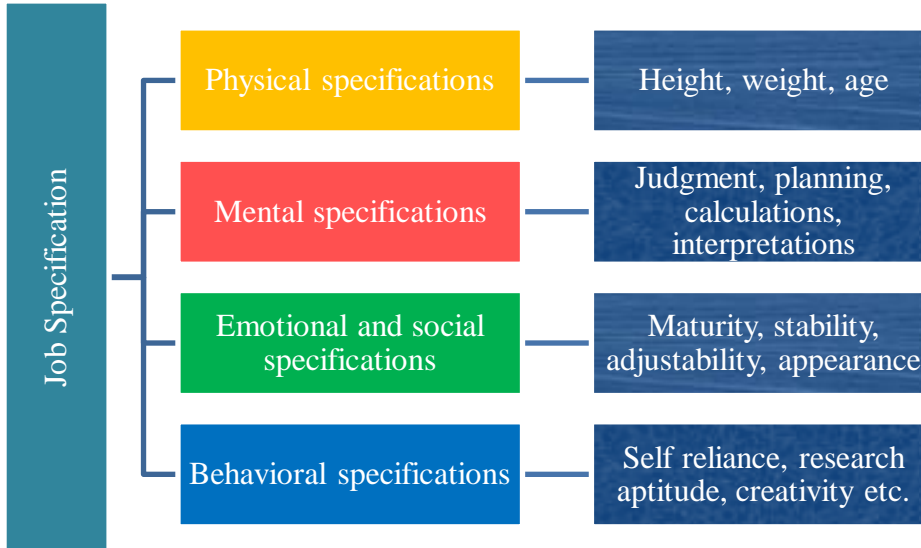 Job Specification
Physical specifications
Height, weight, age
Mental specifications
Judgment, planning,
calculations,
interpretations
Emotional and social
specifications
Maturity, stability,
adjustability, appearance
Behavioral specifications
Self reliance, research
aptitude, creativity etc.